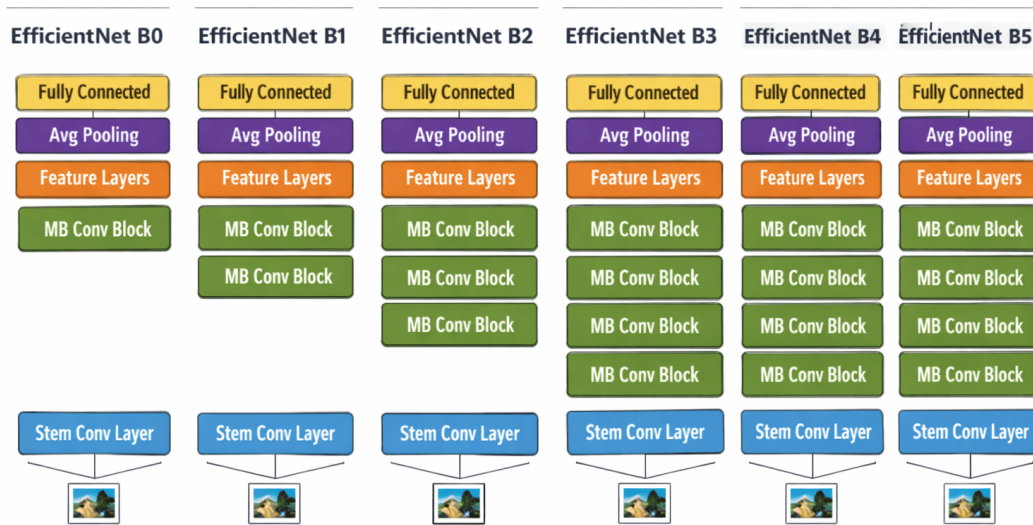 EfficientNet B0 EfficientNet B1 EfficientNet B2 EfficientNet B3 EfficientNet B4 EfficientNet B5
Fully Connected Fully Connected Fully Connected Fully Connected Fully Connected Fully Connected
Avg Pooling Avg Pooling Avg Pooling Avg Pooling Avg Pooling Avg Pooling
Feature Layers Feature Layers Feature Layers Feature Layers Feature Layers Feature Layers
MB Conv Block MB Conv Block MB Conv Block MB Conv Block MB Conv Block MB Conv Block
MB Conv Block MB Conv Block MB Conv Block MB Conv Block MB Conv Block
MB Conv Block MB Conv Block MB Conv Block MB Conv Block
MB Conv Block MB Conv Block MB Conv Block
Stem Conv Layer Stem Conv Layer Stem Conv Layer Stem Conv Layer Stem Conv Layer Stem Conv Layer